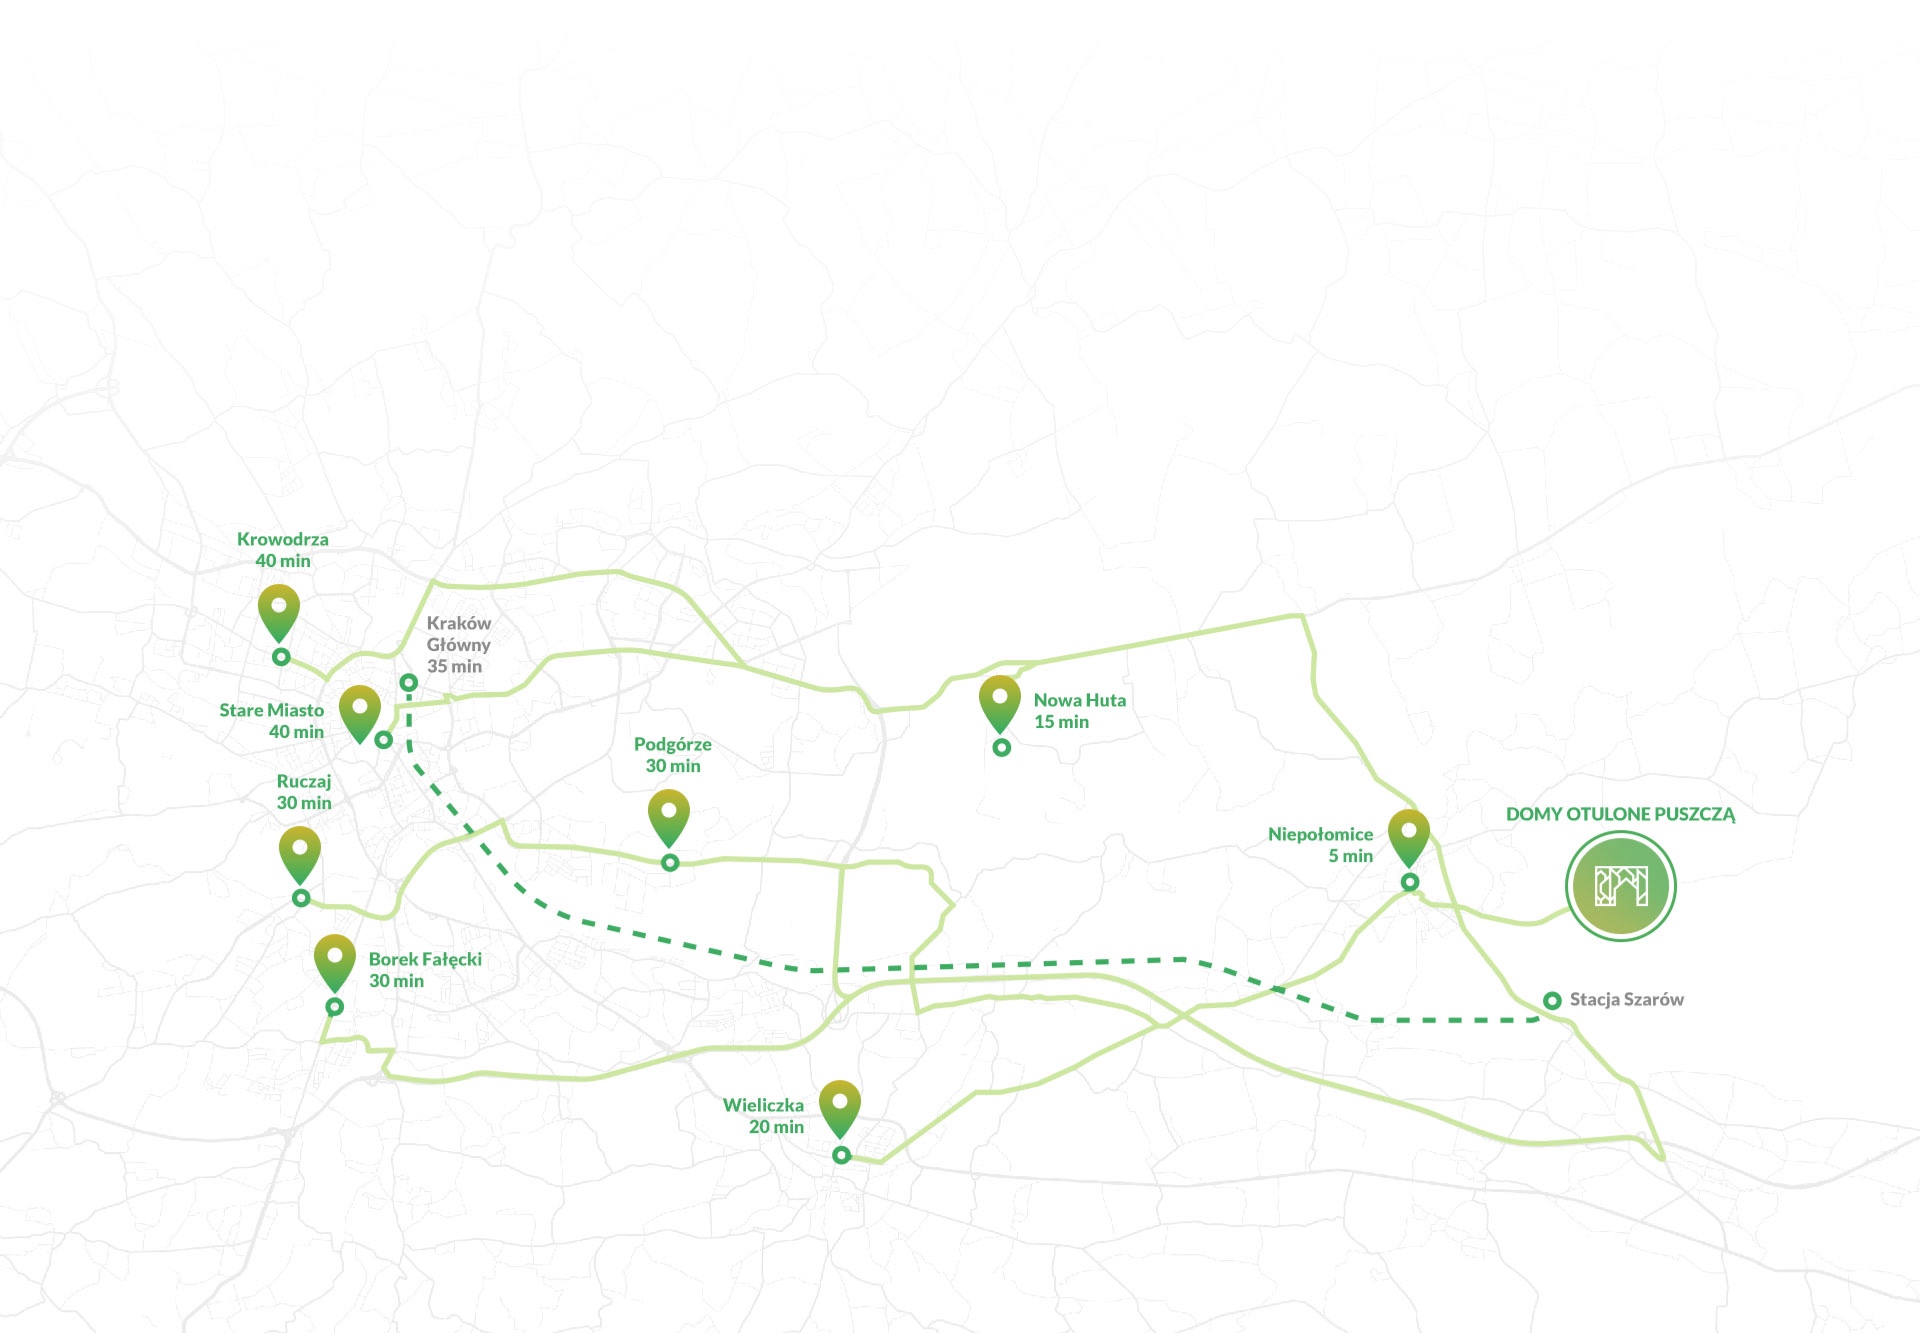 Krowodrza
40 min
Kraków
Główny
35 min
Stare Miasto
40 min
Nowa Huta
15 min
Podgórze
30 min
Ruczaj
30 min
DOMY OTULONE PUSZCZĄ
Niepołomice
5 min
Borek Fałęcki
30 min
Stacja Szarów
Wieliczka
20 min